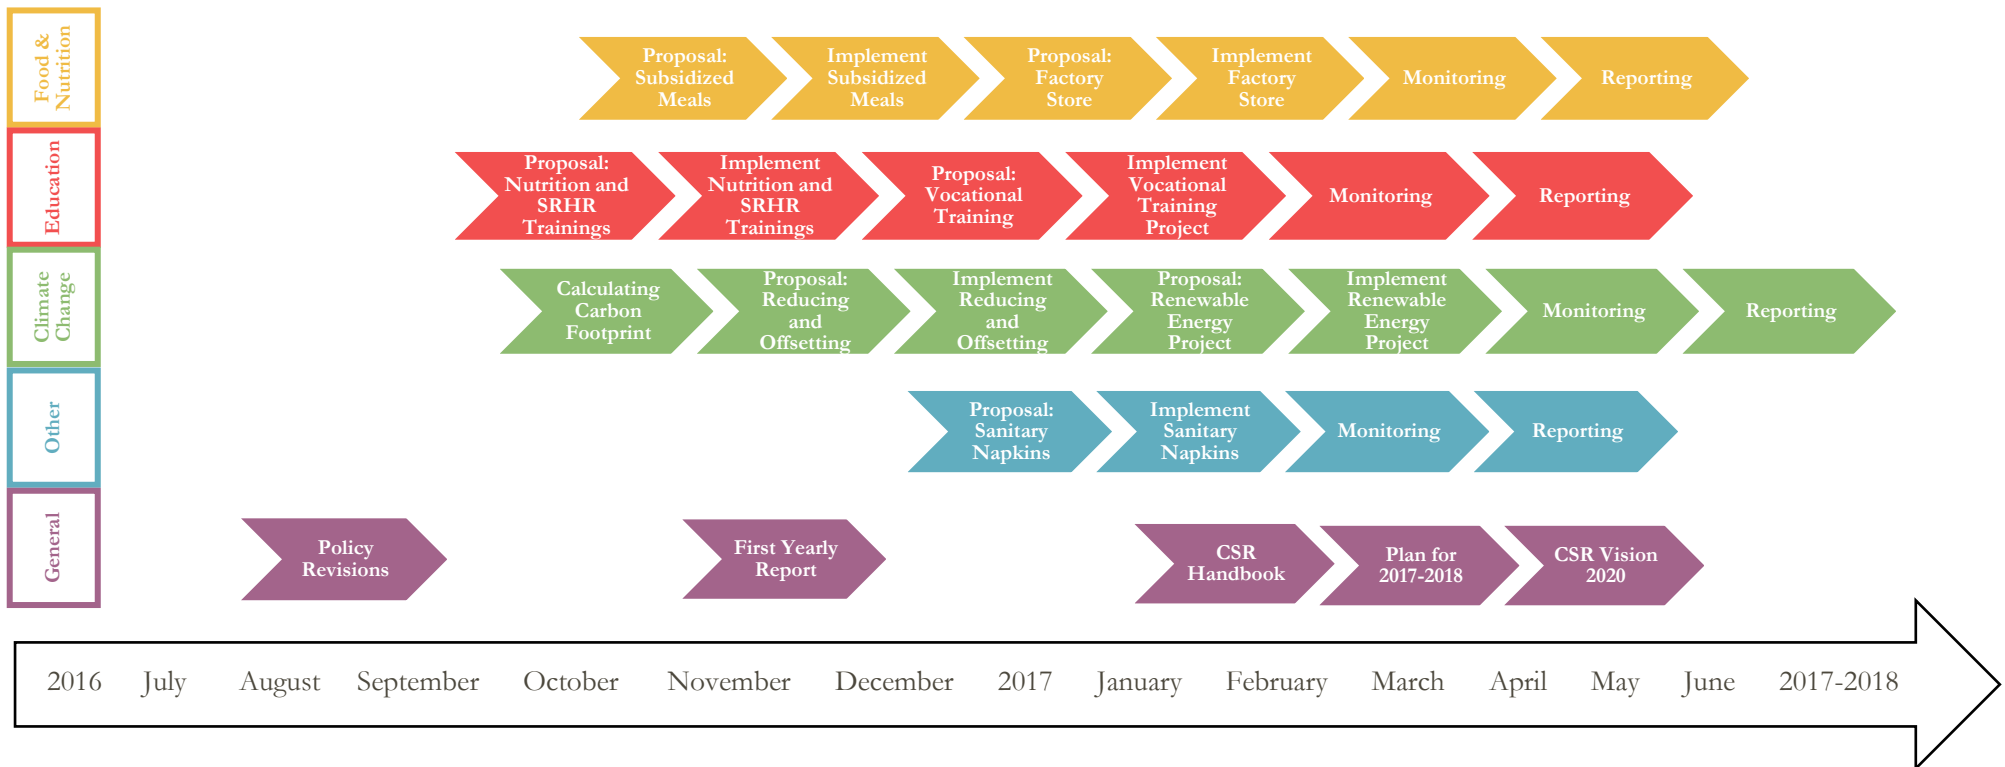 Food &
Nutrition
Proposal:
Subsidized
Meals
Implement
Subsidized
Meals
Proposal:
Factory
Store
Implement
Factory
Store
Monitoring
Reporting
Education
Proposal:
Nutrition and
SRHR
Trainings
Implement
Nutrition and
SRHR
Trainings
Proposal:
Vocational
Training
Implement
Vocational
Training
Project
Monitoring
Reporting
Climate
Change
Calculating
Carbon
Footprint
Proposal:
Reducing
and
Offsetting
Implement
Reducing
and
Offsetting
Proposal:
Renewable
Energy
Project
Implement
Renewable
Energy
Project
Monitoring
Reporting
Other
Proposal:
Sanitary
Napkins
Implement
Sanitary
Napkins
Monitoring
Reporting
General
Policy
Revisions
First Yearly
Report
CSR
Handbook
Plan for
2017-2018
CSR Vision
2020
2016 July August September October November December 2017 January February March April May June 2017-2018